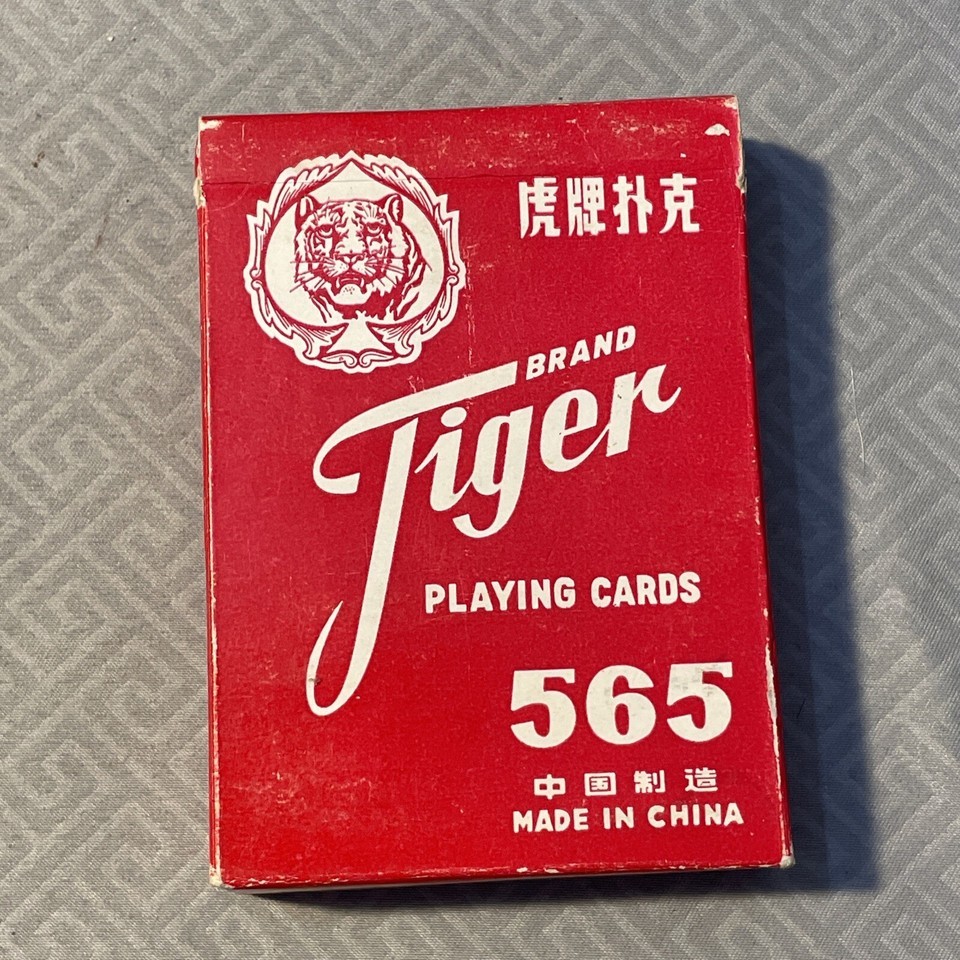 虎牌扑克
BRAND
Tiger
PLAYING CARDS
565
中国制造
MADE IN CHINA